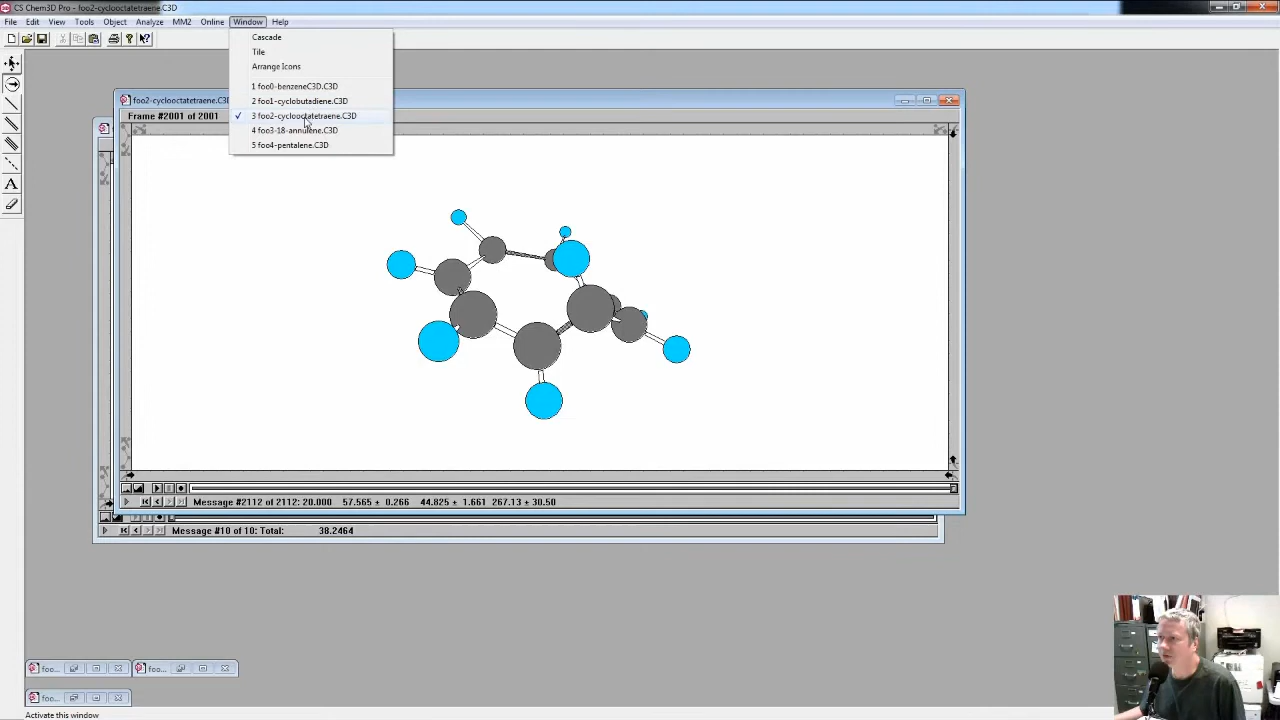 CS Chem3D Pro - foo2-cyclooctatetraene.C3D
File Edit View Tools Object Analyze MM2 Online Window Help
Cascade
Tile
Arrange Icons
1 foo0-benzeneC3D.C3D
2 foo1-cyclobutadiene.C3D
✓ 3 foo2-cyclooctatetraene.C3D
4 foo3-18-annulene.C3D
5 foo4-pentalene.C3D
foo2-cyclooctatetraene.C3D
Frame #2001 of 2001
A
Message #2112 of 2112: 20.000 57.565 ± 0.266 44.825 ± 1.661 267.13 ± 30.50
Message #10 of 10: Total: 38.2464
foo... foo...
foo...
Activate this window